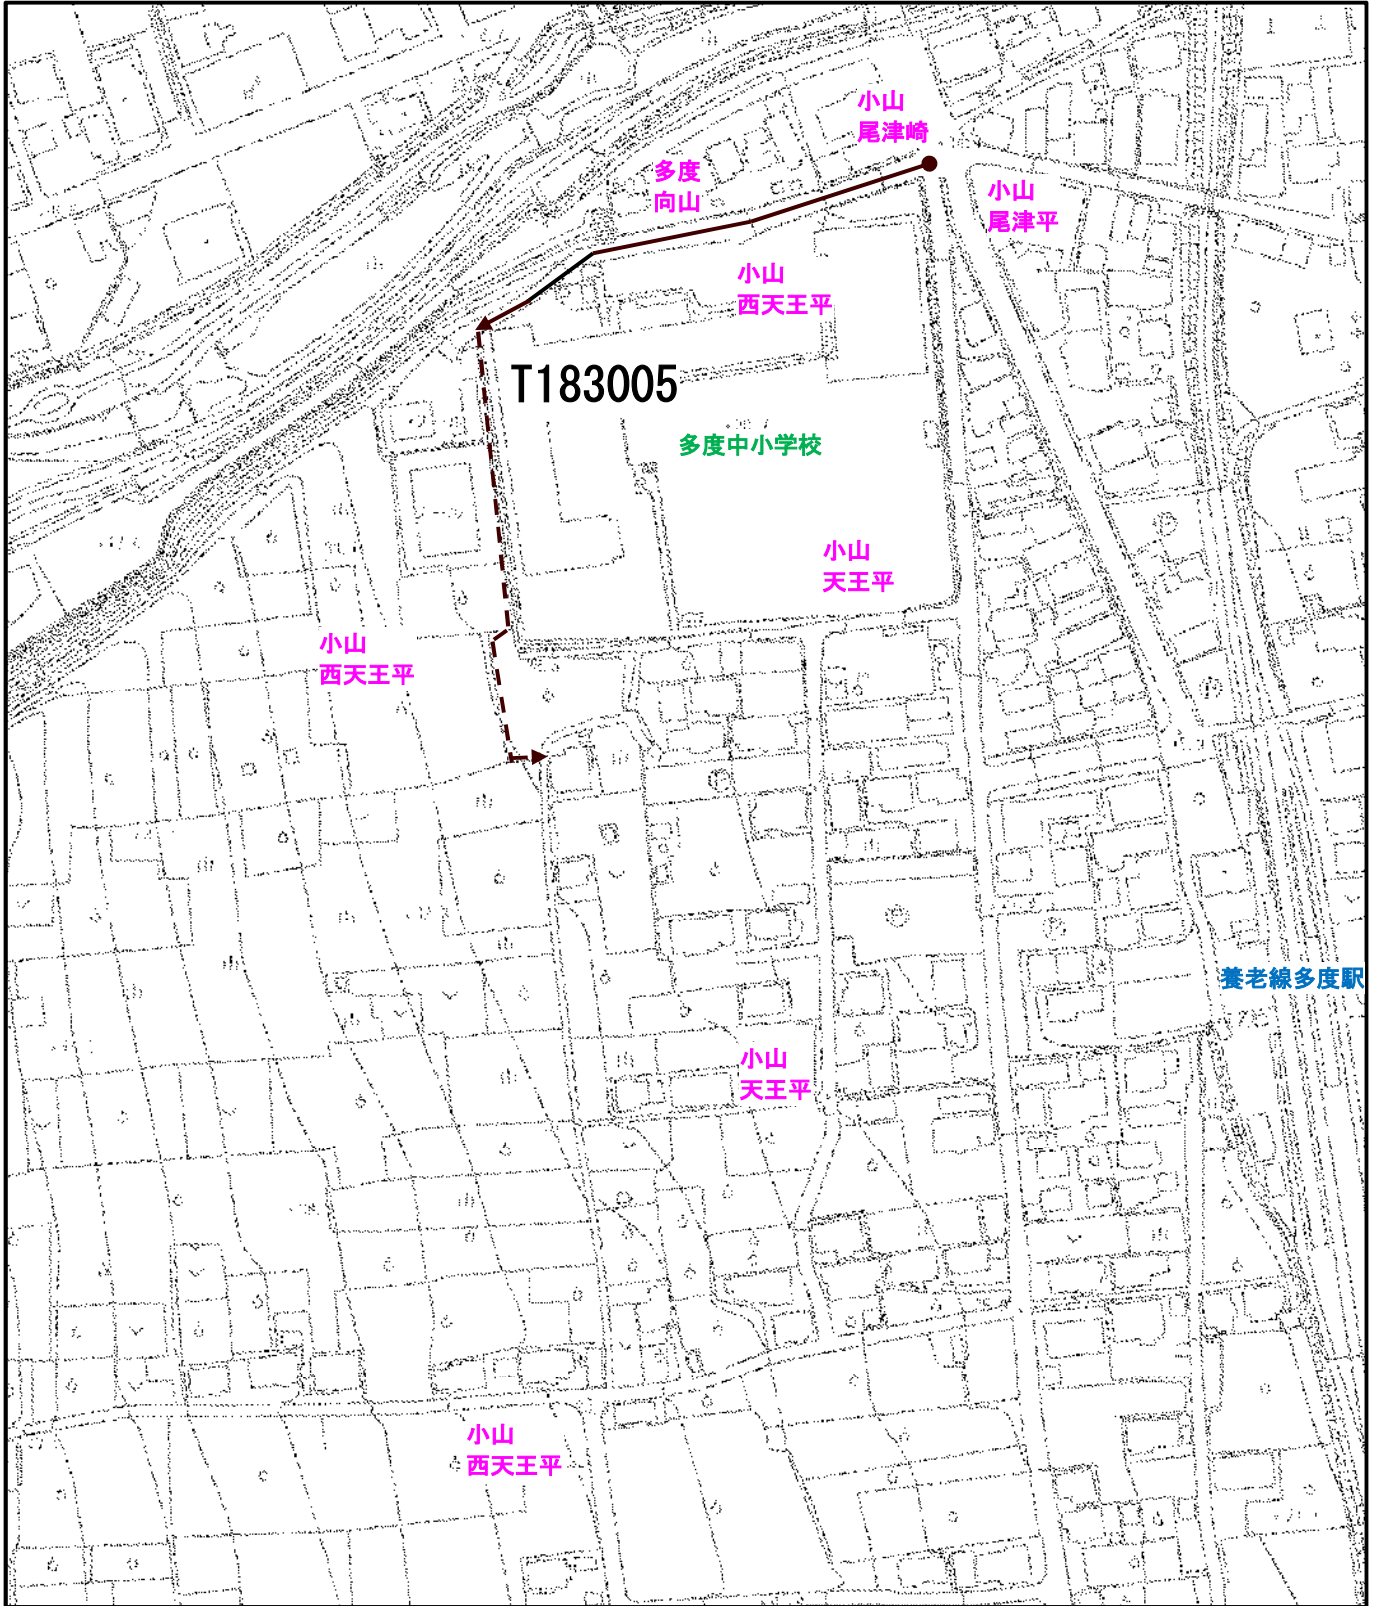 小山
尾津崎
多度
向山
小山
尾津平
小山
西天王平
T183005
多度中小学校
小山
天王平
小山
西天王平
養老線多度駅
小山
天王平
小山
西天王平